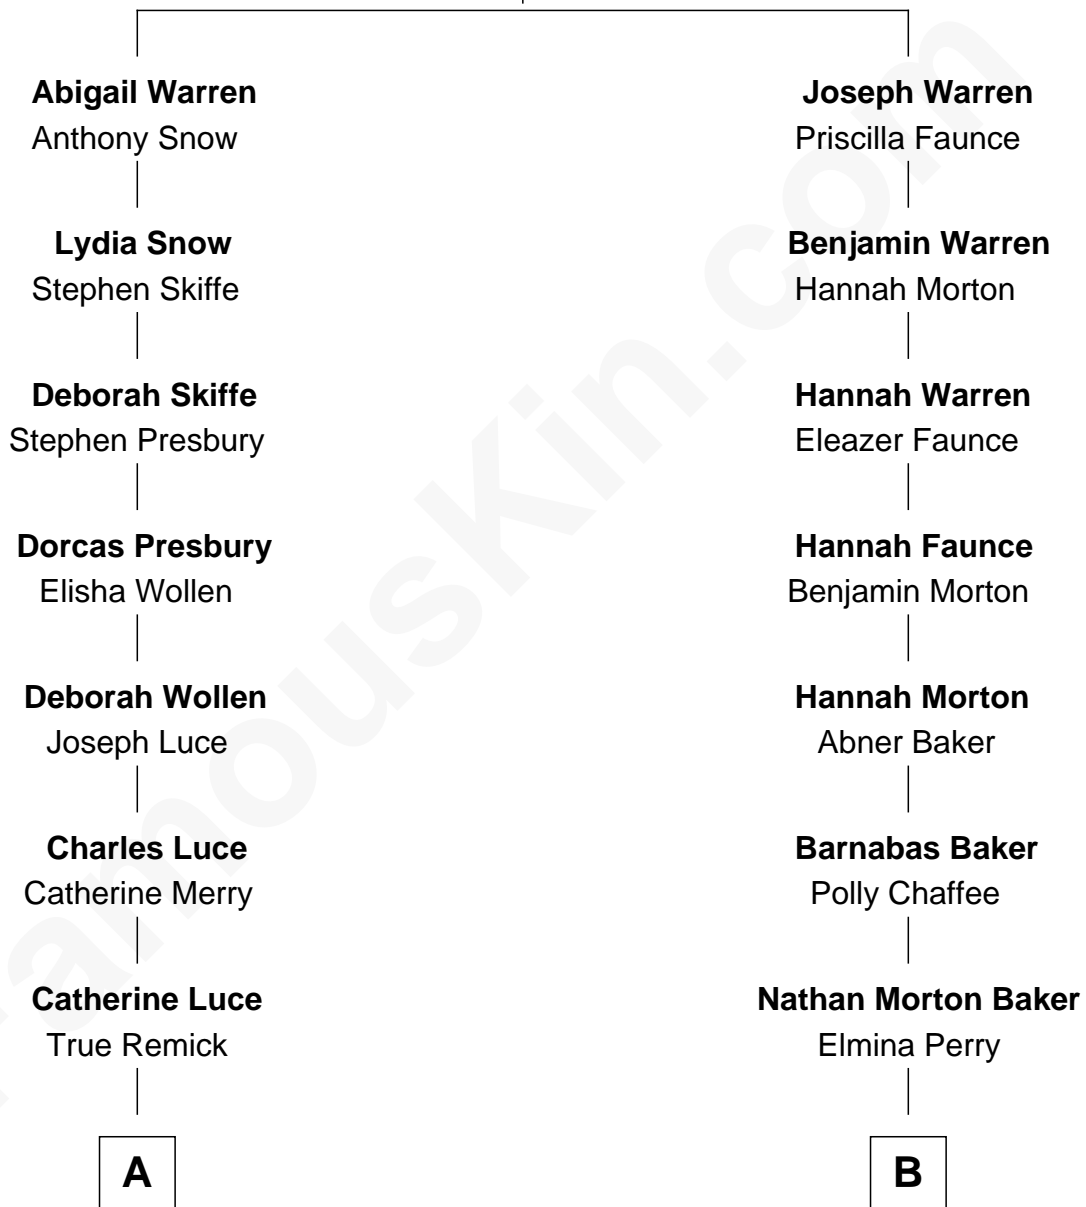 Abigail Warren
Anthony Snow
Lydia Snow
Stephen Skiffe
Deborah Skiffe
Stephen Presbury
Dorcas Presbury
Elisha Wollen
Deborah Wollen
Joseph Luce
Charles Luce
Catherine Merry
Catherine Luce
True Remick
A
Joseph Warren
Priscilla Faunce
Benjamin Warren
Hannah Morton
Hannah Warren
Eleazer Faunce
Hannah Faunce
Benjamin Morton
Hannah Morton
Abner Baker
Barnabas Baker
Polly Chaffee
Nathan Morton Baker
Elmina Perry
B
FamousKin.com